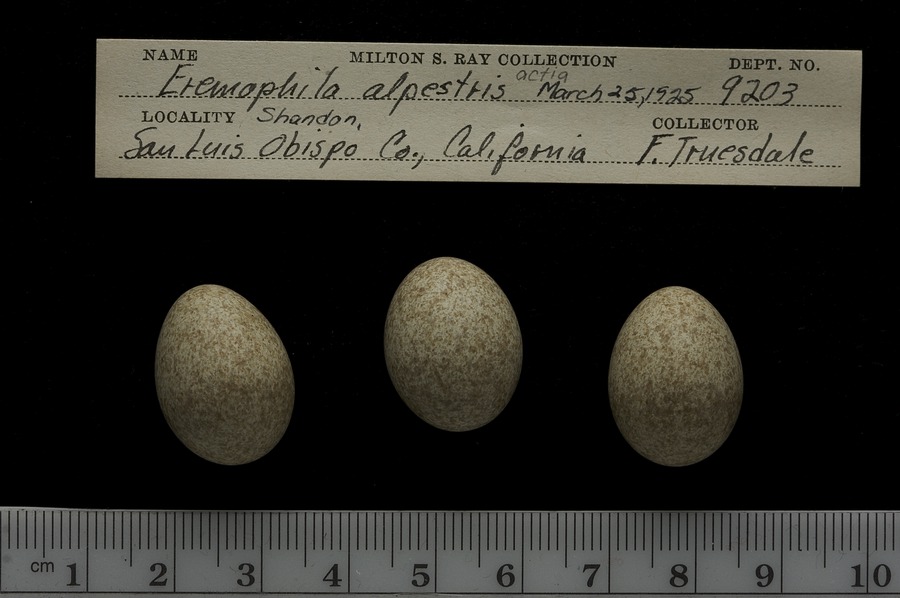 NAME MILTON S. RAY COLLECTION DEPT. NO.
Eremophila alpestris actia March 25, 1925 9203
LOCALITY Shandon, COLLECTOR
San Luis Obispo Co., California F. Truesdale
cm 1 2 3 4 5 6 7 8 9 10